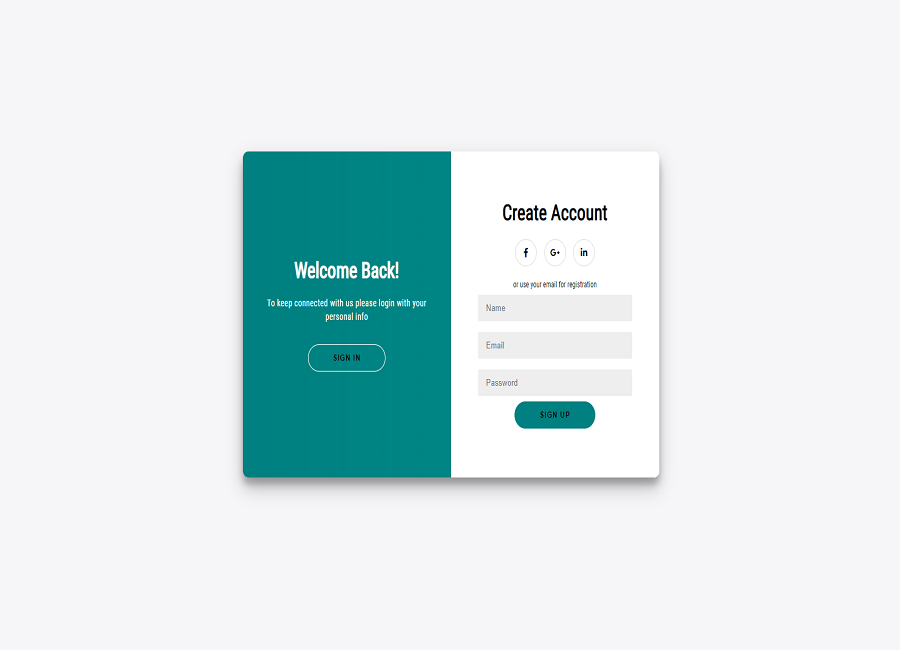 Welcome Back!
To keep connected with us please login with your
personal info
SIGN IN
Create Account
f
G+
in
or use your email for registration
Name
Email
Password
SIGN UP